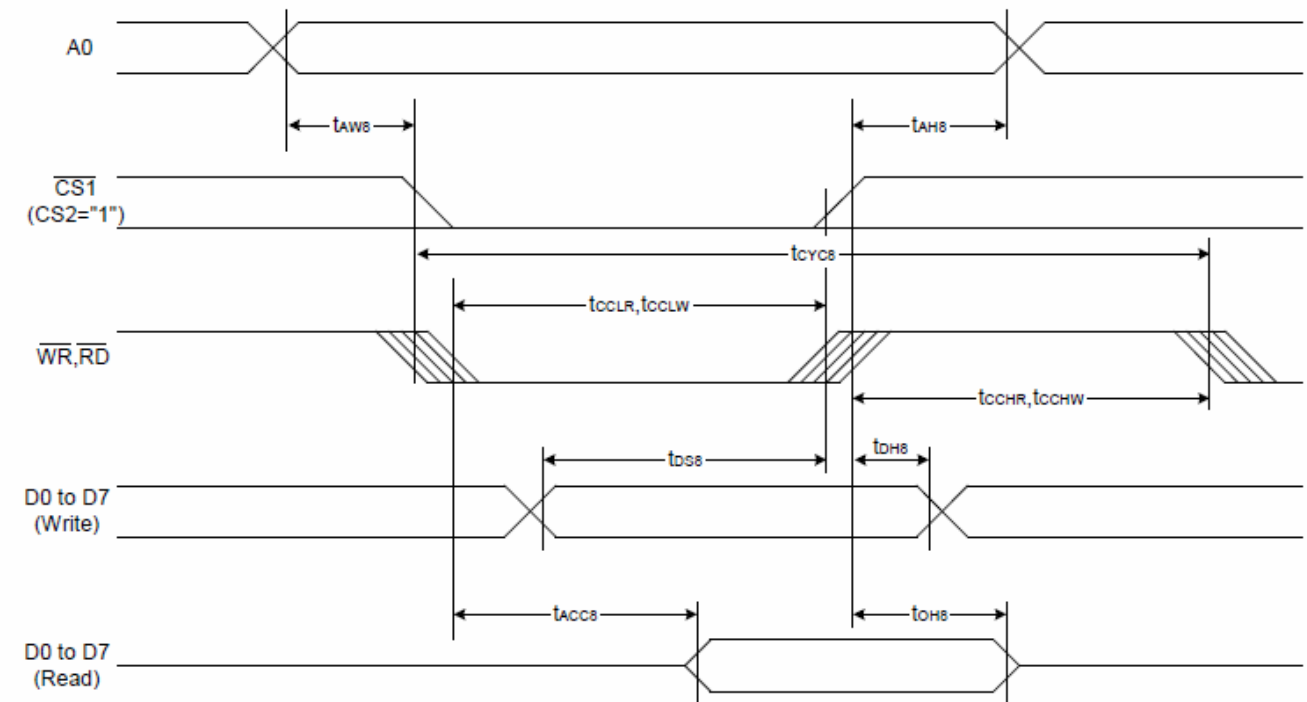 A0
tAW8
tAH8
CS1
(CS2="1")
tCYC8
tCCLR,tCCLW
WR,RD
tCCHR,tCCHW
tDS8
tDH8
D0 to D7
(Write)
tACC8
tOH8
D0 to D7
(Read)